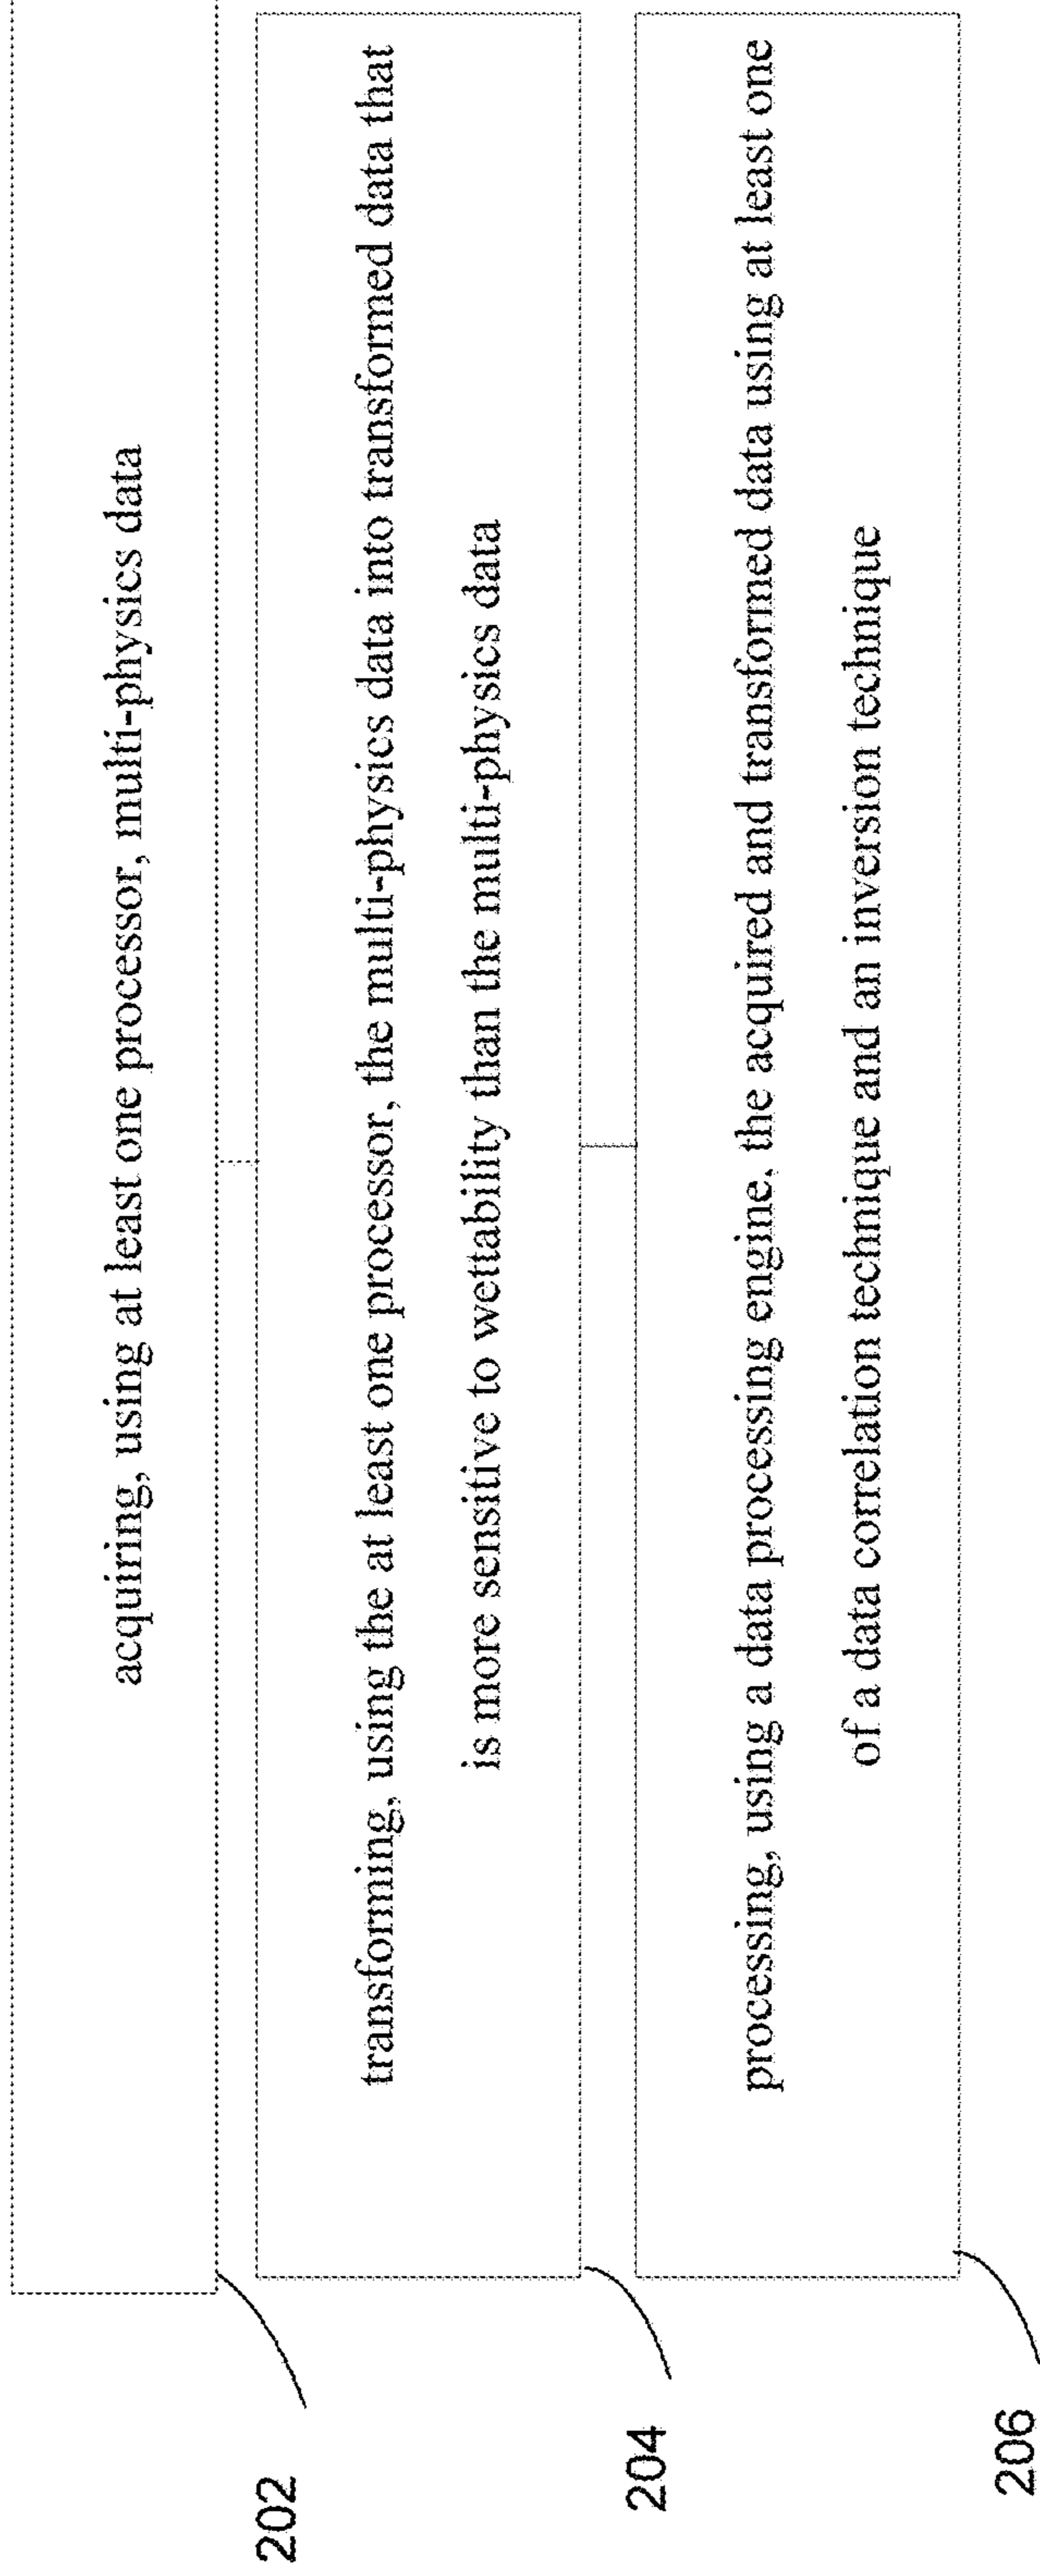 acquiring, using at least one processor, multi-physics data
202
transforming, using the at least one processor, the multi-physics data into transformed data that
is more sensitive to wettability than the multi-physics data
204
processing, using a data processing engine, the acquired and transformed data using at least one
of a data correlation technique and an inversion technique
206